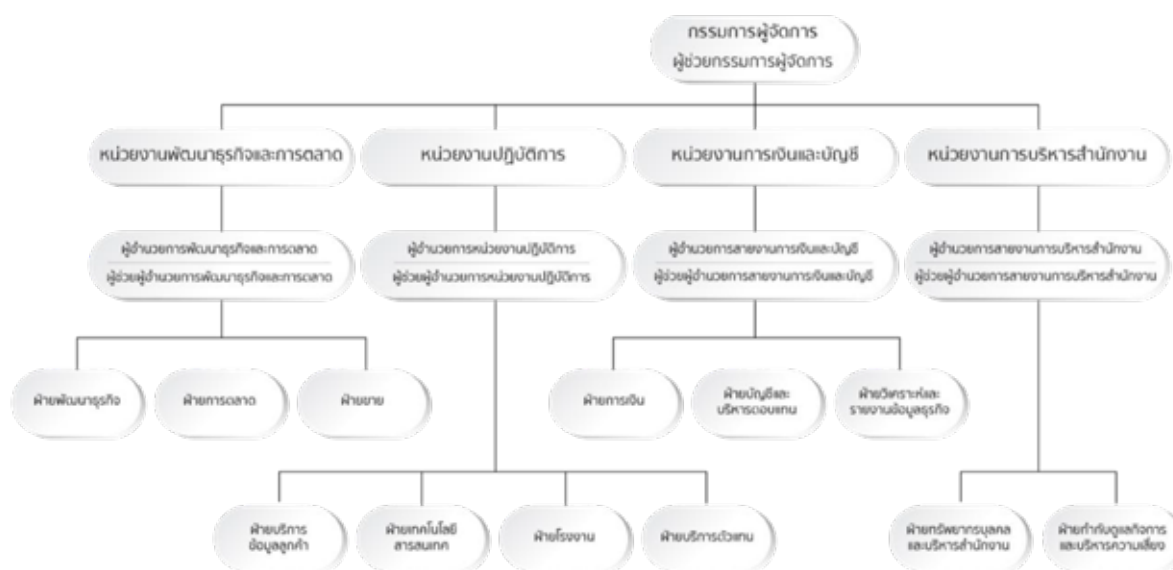 กรรมการผู้จัดการ
ผู้ช่วยกรรมการผู้จัดการ
หน่วยงานพัฒนาธุรกิจและการตลาด
หน่วยงานปฏิบัติการ
หน่วยงานการเงินและบัญชี
หน่วยงานการบริหารสำนักงาน
ผู้อำนวยการพัฒนาธุรกิจและการตลาด
ผู้ช่วยผู้อำนวยการพัฒนาธุรกิจและการตลาด
ผู้อำนวยการหน่วยงานปฏิบัติการ
ผู้ช่วยผู้อำนวยการหน่วยงานปฏิบัติการ
ผู้อำนวยการสายงานการเงินและบัญชี
ผู้ช่วยผู้อำนวยการสายงานการเงินและบัญชี
ผู้อำนวยการสายงานการบริหารสำนักงาน
ผู้ช่วยผู้อำนวยการสายงานการบริหารสำนักงาน
ฝ่ายพัฒนาธุรกิจ
ฝ่ายการตลาด
ฝ่ายขาย
ฝ่ายการเงิน
ฝ่ายบัญชีและ
บริหารตอบแทน
ฝ่ายวิเคราะห์และ
รายงานข้อมูลธุรกิจ
ฝ่ายบริการ
ข้อมูลลูกค้า
ฝ่ายเทคโนโลยี
สารสนเทศ
ฝ่ายโรงงาน
ฝ่ายบริการตัวแทน
ฝ่ายทรัพยากรบุคคล
และบริหารสำนักงาน
ฝ่ายกำกับดูแลกิจการ
และบริหารความเสี่ยง